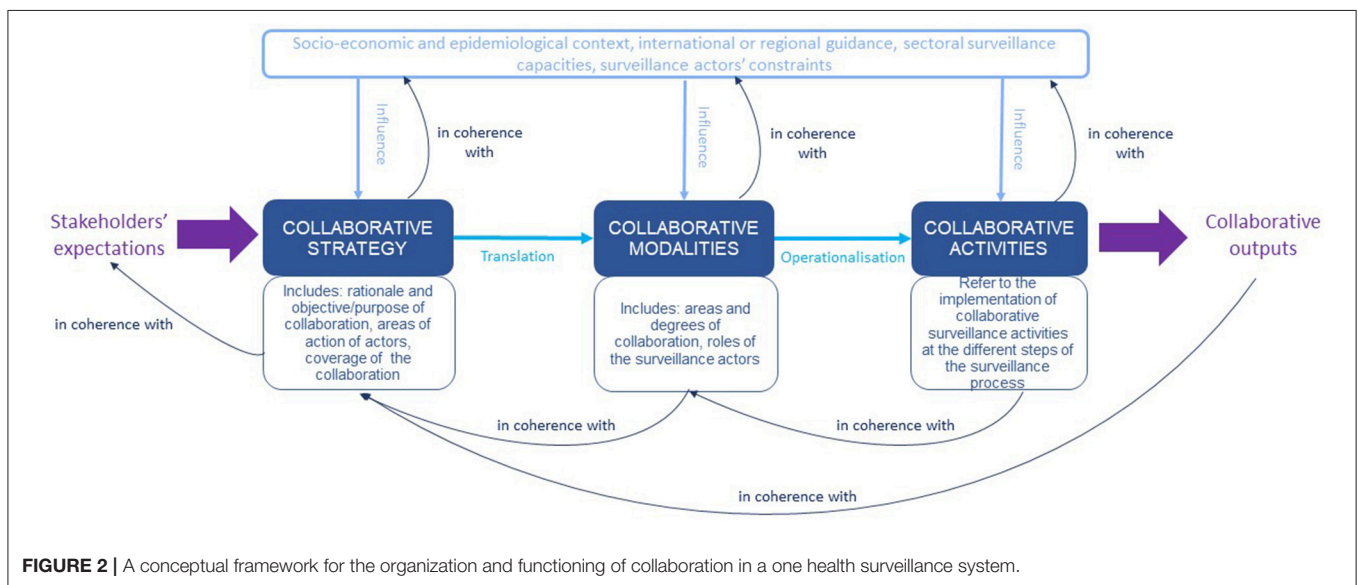 Socio-economic and epidemiological context, international or regional guidance, sectoral surveillance
capacities, surveillance actors' constraints
Influence
in coherence
with
Influence
in coherence
with
Influence
in coherence
with
Stakeholders'
expectations
COLLABORATIVE
STRATEGY
Translation
COLLABORATIVE
MODALITIES
Operationalisation
COLLABORATIVE
ACTIVITIES
Collaborative
outputs
Includes: rationale and
objective/purpose of
collaboration, areas of
action of actors,
coverage of the
collaboration
Includes: areas and
degrees of
collaboration, roles of
the surveillance actors
Refer to the
implementation of
collaborative
surveillance activities
at the different steps of
the surveillance
process
in coherence with
in coherence with
in coherence with
in coherence with
FIGURE 2 | A conceptual framework for the organization and functioning of collaboration in a one health surveillance system.